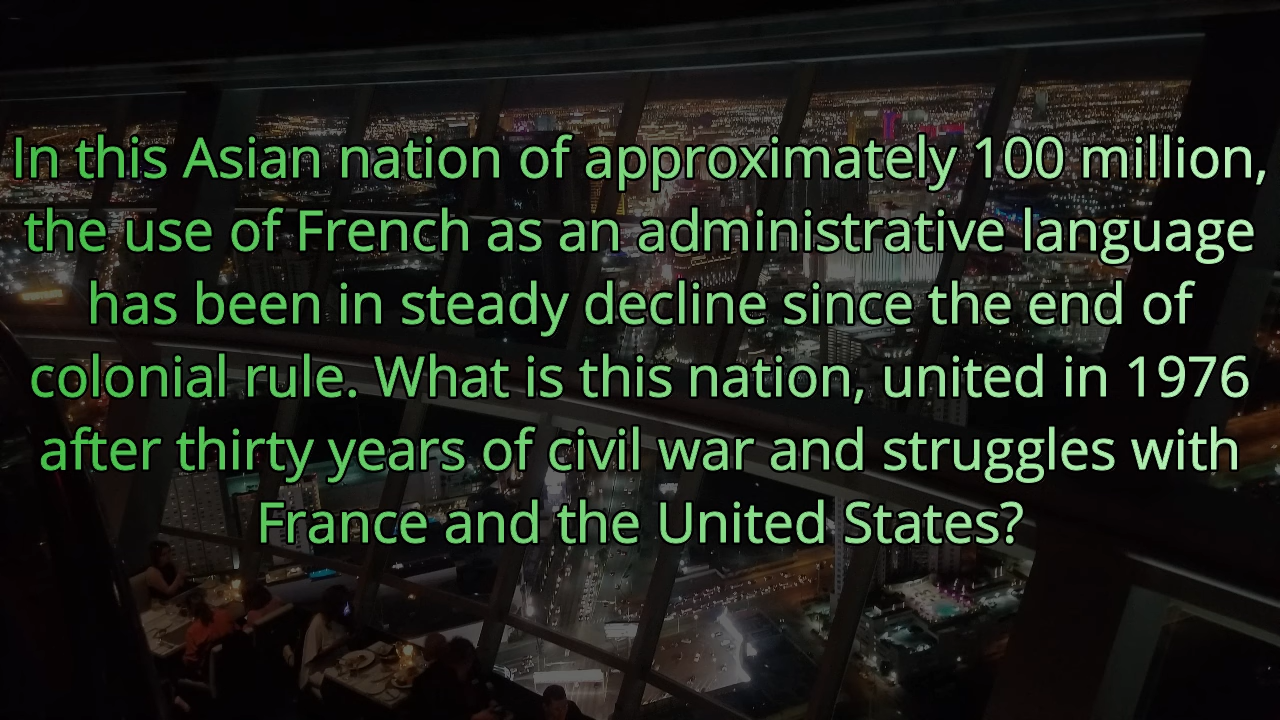 In this Asian nation of approximately 100 million,
the use of French as an administrative language
has been in steady decline since the end of
colonial rule. What is this nation, united in 1976
after thirty years of civil war and struggles with
France and the United States?